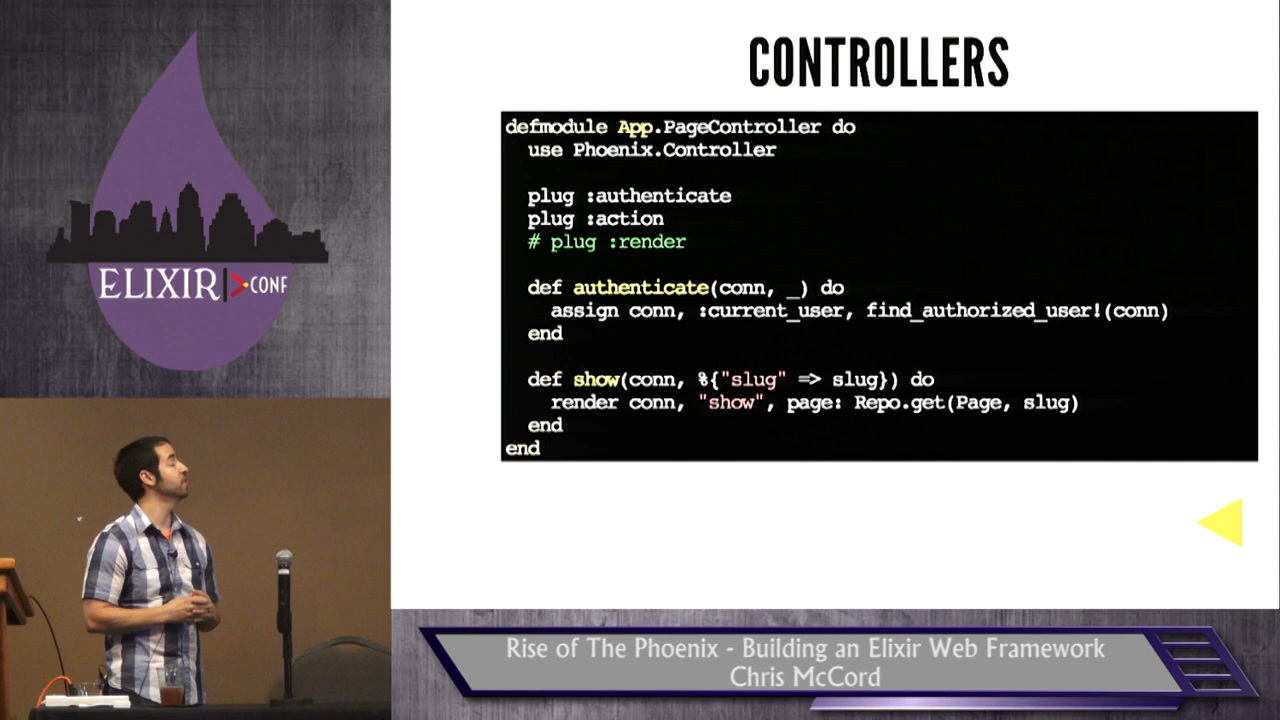 CONTROLLERS
defmodule App.PageController do
  use Phoenix.Controller

  plug :authenticate
  plug :action
  # plug :render

  def authenticate(conn, _) do
    assign conn, :current_user, find_authorized_user!(conn)
  end

  def show(conn, %{"slug" => slug}) do
    render conn, "show", page: Repo.get(Page, slug)
  end
end
ELIXIR CONF
Rise of The Phoenix - Building an Elixir Web Framework
Chris McCord